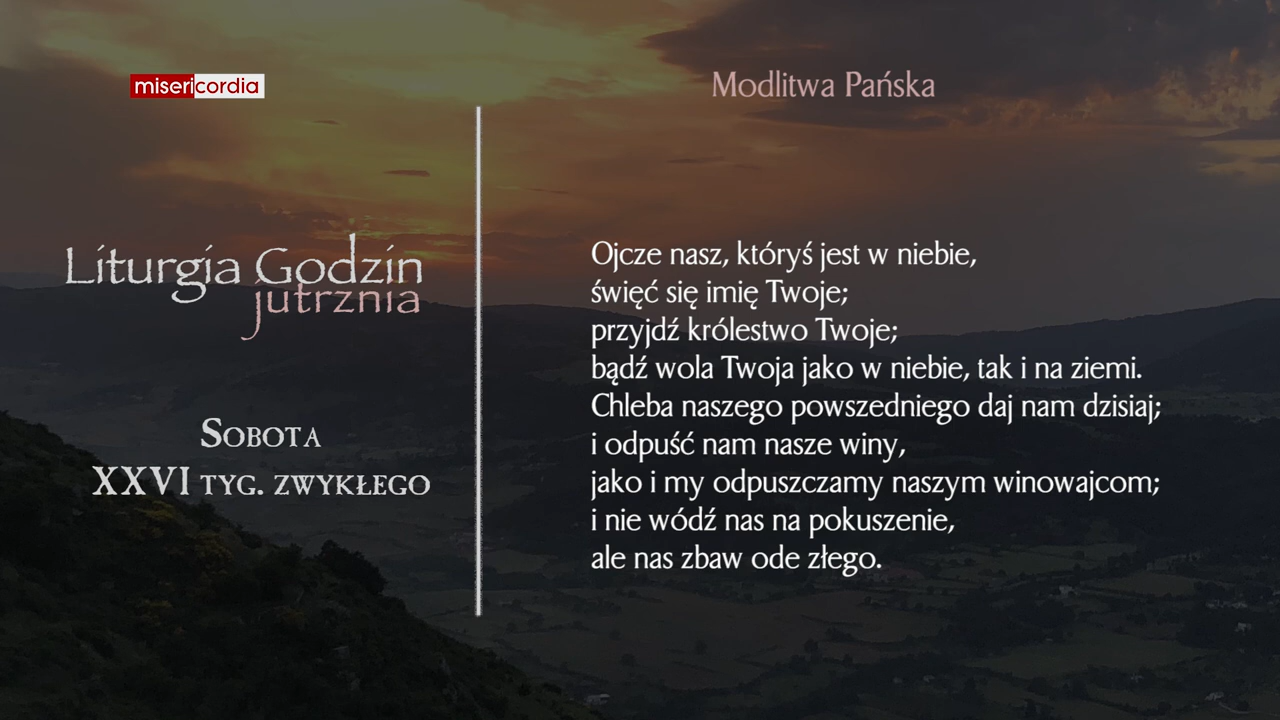 misericordia
Liturgia Godzin
jutrznia
Sobota
XXVI tyg. zwykłego
Modlitwa Pańska
Ojcze nasz, któryś jest w niebie,
święć się imię Twoje;
przyjdź królestwo Twoje;
bądź wola Twoja jako w niebie, tak i na ziemi.
Chleba naszego powszedniego daj nam dzisiaj;
i odpuść nam nasze winy,
jako i my odpuszczamy naszym winowajcom;
i nie wódź nas na pokuszenie,
ale nas zbaw ode złego.